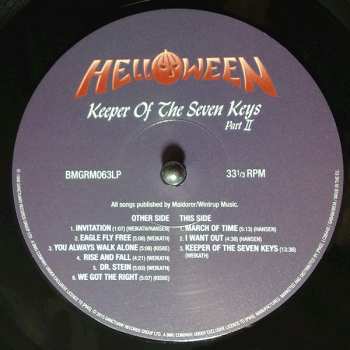 HELLOWEEN
Keeper Of The Seven Keys
Part II
BMGRM063LP
33 1/3 RPM
All songs published by Maldorer/Wintrup Music.
OTHER SIDE
1. INVITATION (1:07) (WEIKATH/HANSEN)
2. EAGLE FLY FREE (5:08) (WEIKATH)
3. YOU ALWAYS WALK ALONE (5:08) (KISKE)
4. RISE AND FALL (4:21) (WEIKATH)
5. DR. STEIN (5:03) (WEIKATH)
6. WE GOT THE RIGHT (5:07) (KISKE)
THIS SIDE
1. MARCH OF TIME (5:13) (HANSEN)
2. I WANT OUT (4:38) (HANSEN)
3. KEEPER OF THE SEVEN KEYS (13:38)
(WEIKATH)